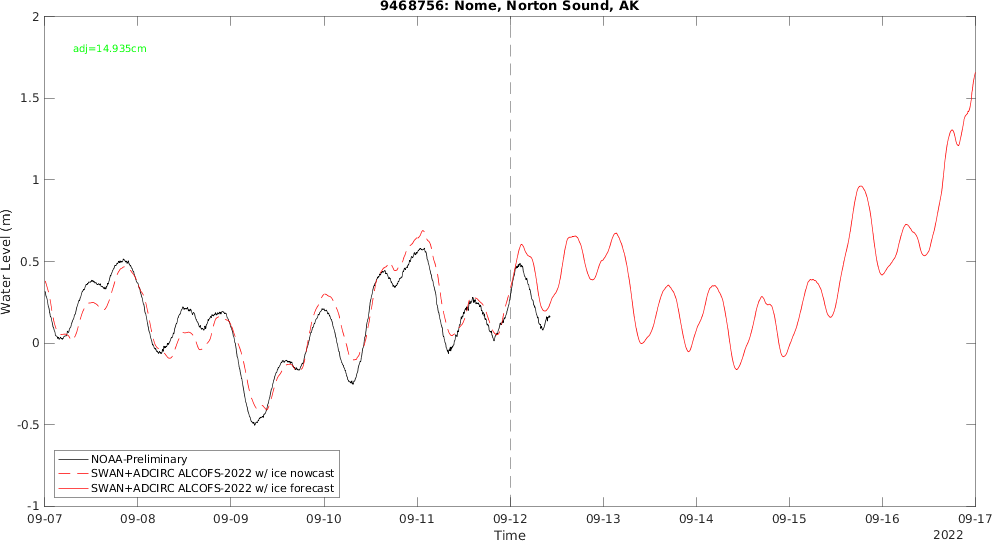 9468756: Nome, Norton Sound, AK
adj=14.935cm
Water Level (m)
2
1.5
1
0.5
0
-0.5
-1
NOAA-Preliminary
SWAN+ADCIRC ALCOFS-2022 w/ ice nowcast
SWAN+ADCIRC ALCOFS-2022 w/ ice forecast
09-07 09-08 09-09 09-10 09-11 09-12 09-13 09-14 09-15 09-16 09-17
Time
2022